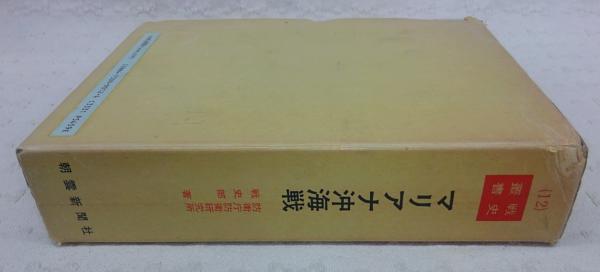 (12)
戦史
叢書
マリアナ沖海戦
防衛庁防衛研修所
戦史部 著
朝雲新聞社